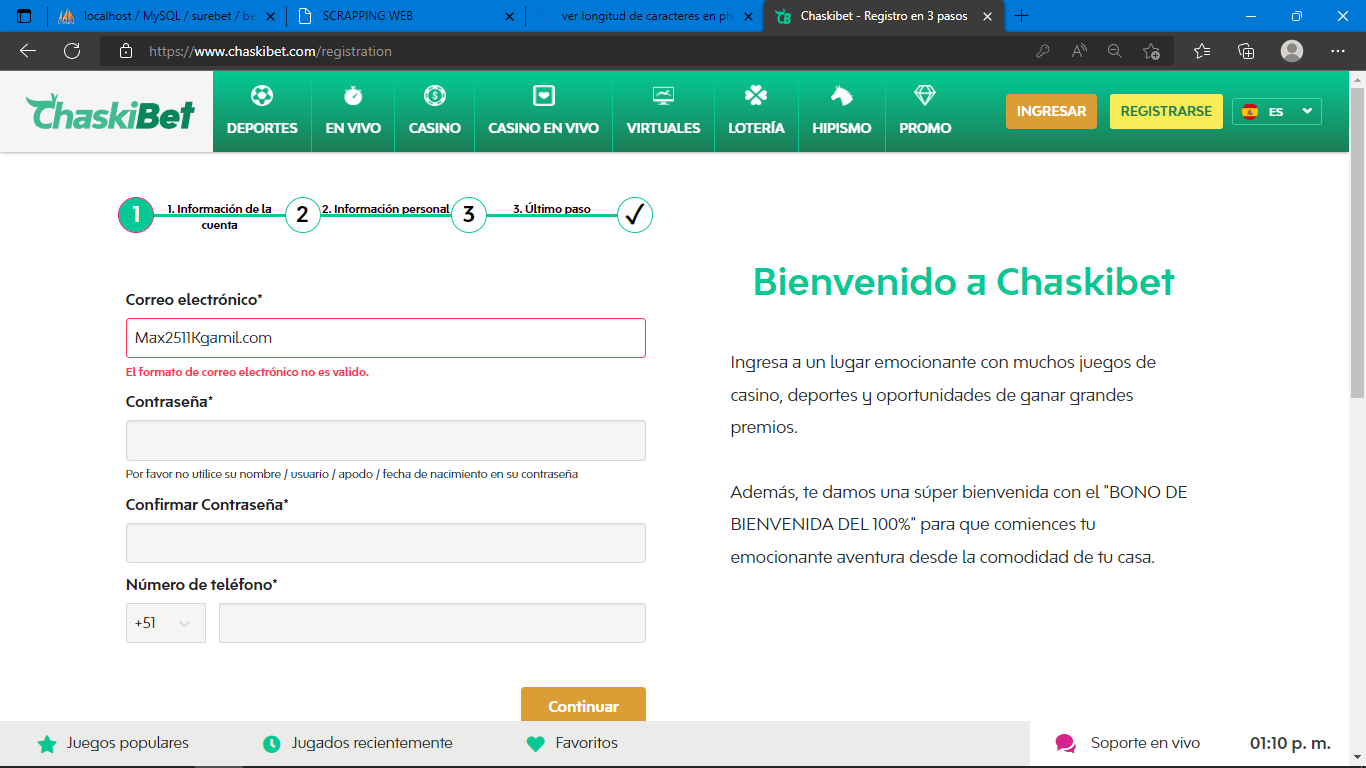 localhost / MySQL / surebet / be
SCRAPPING WEB
ver longitud de caracteres en ph
Chaskibet - Registro en 3 pasos
https://www.chaskibet.com/registration
ChaskiBet
DEPORTES
EN VIVO
CASINO
CASINO EN VIVO
VIRTUALES
LOTERÍA
HIPISMO
PROMO
INGRESAR
REGISTRARSE
ES
1
1. Información de la
cuenta
2
2. Información personal
3
3. Último paso
Correo electrónico*
Max2511Kgamil.com
El formato de correo electrónico no es valido.
Contraseña*
Por favor no utilice su nombre / usuario / apodo / fecha de nacimiento en su contraseña
Confirmar Contraseña*
Número de teléfono*
+51
Continuar
Bienvenido a Chaskibet
Ingresa a un lugar emocionante con muchos juegos de
casino, deportes y oportunidades de ganar grandes
premios.
Además, te damos una súper bienvenida con el "BONO DE
BIENVENIDA DEL 100%" para que comiences tu
emocionante aventura desde la comodidad de tu casa.
Juegos populares
Jugados recientemente
Favoritos
Soporte en vivo
01:10 p. m.